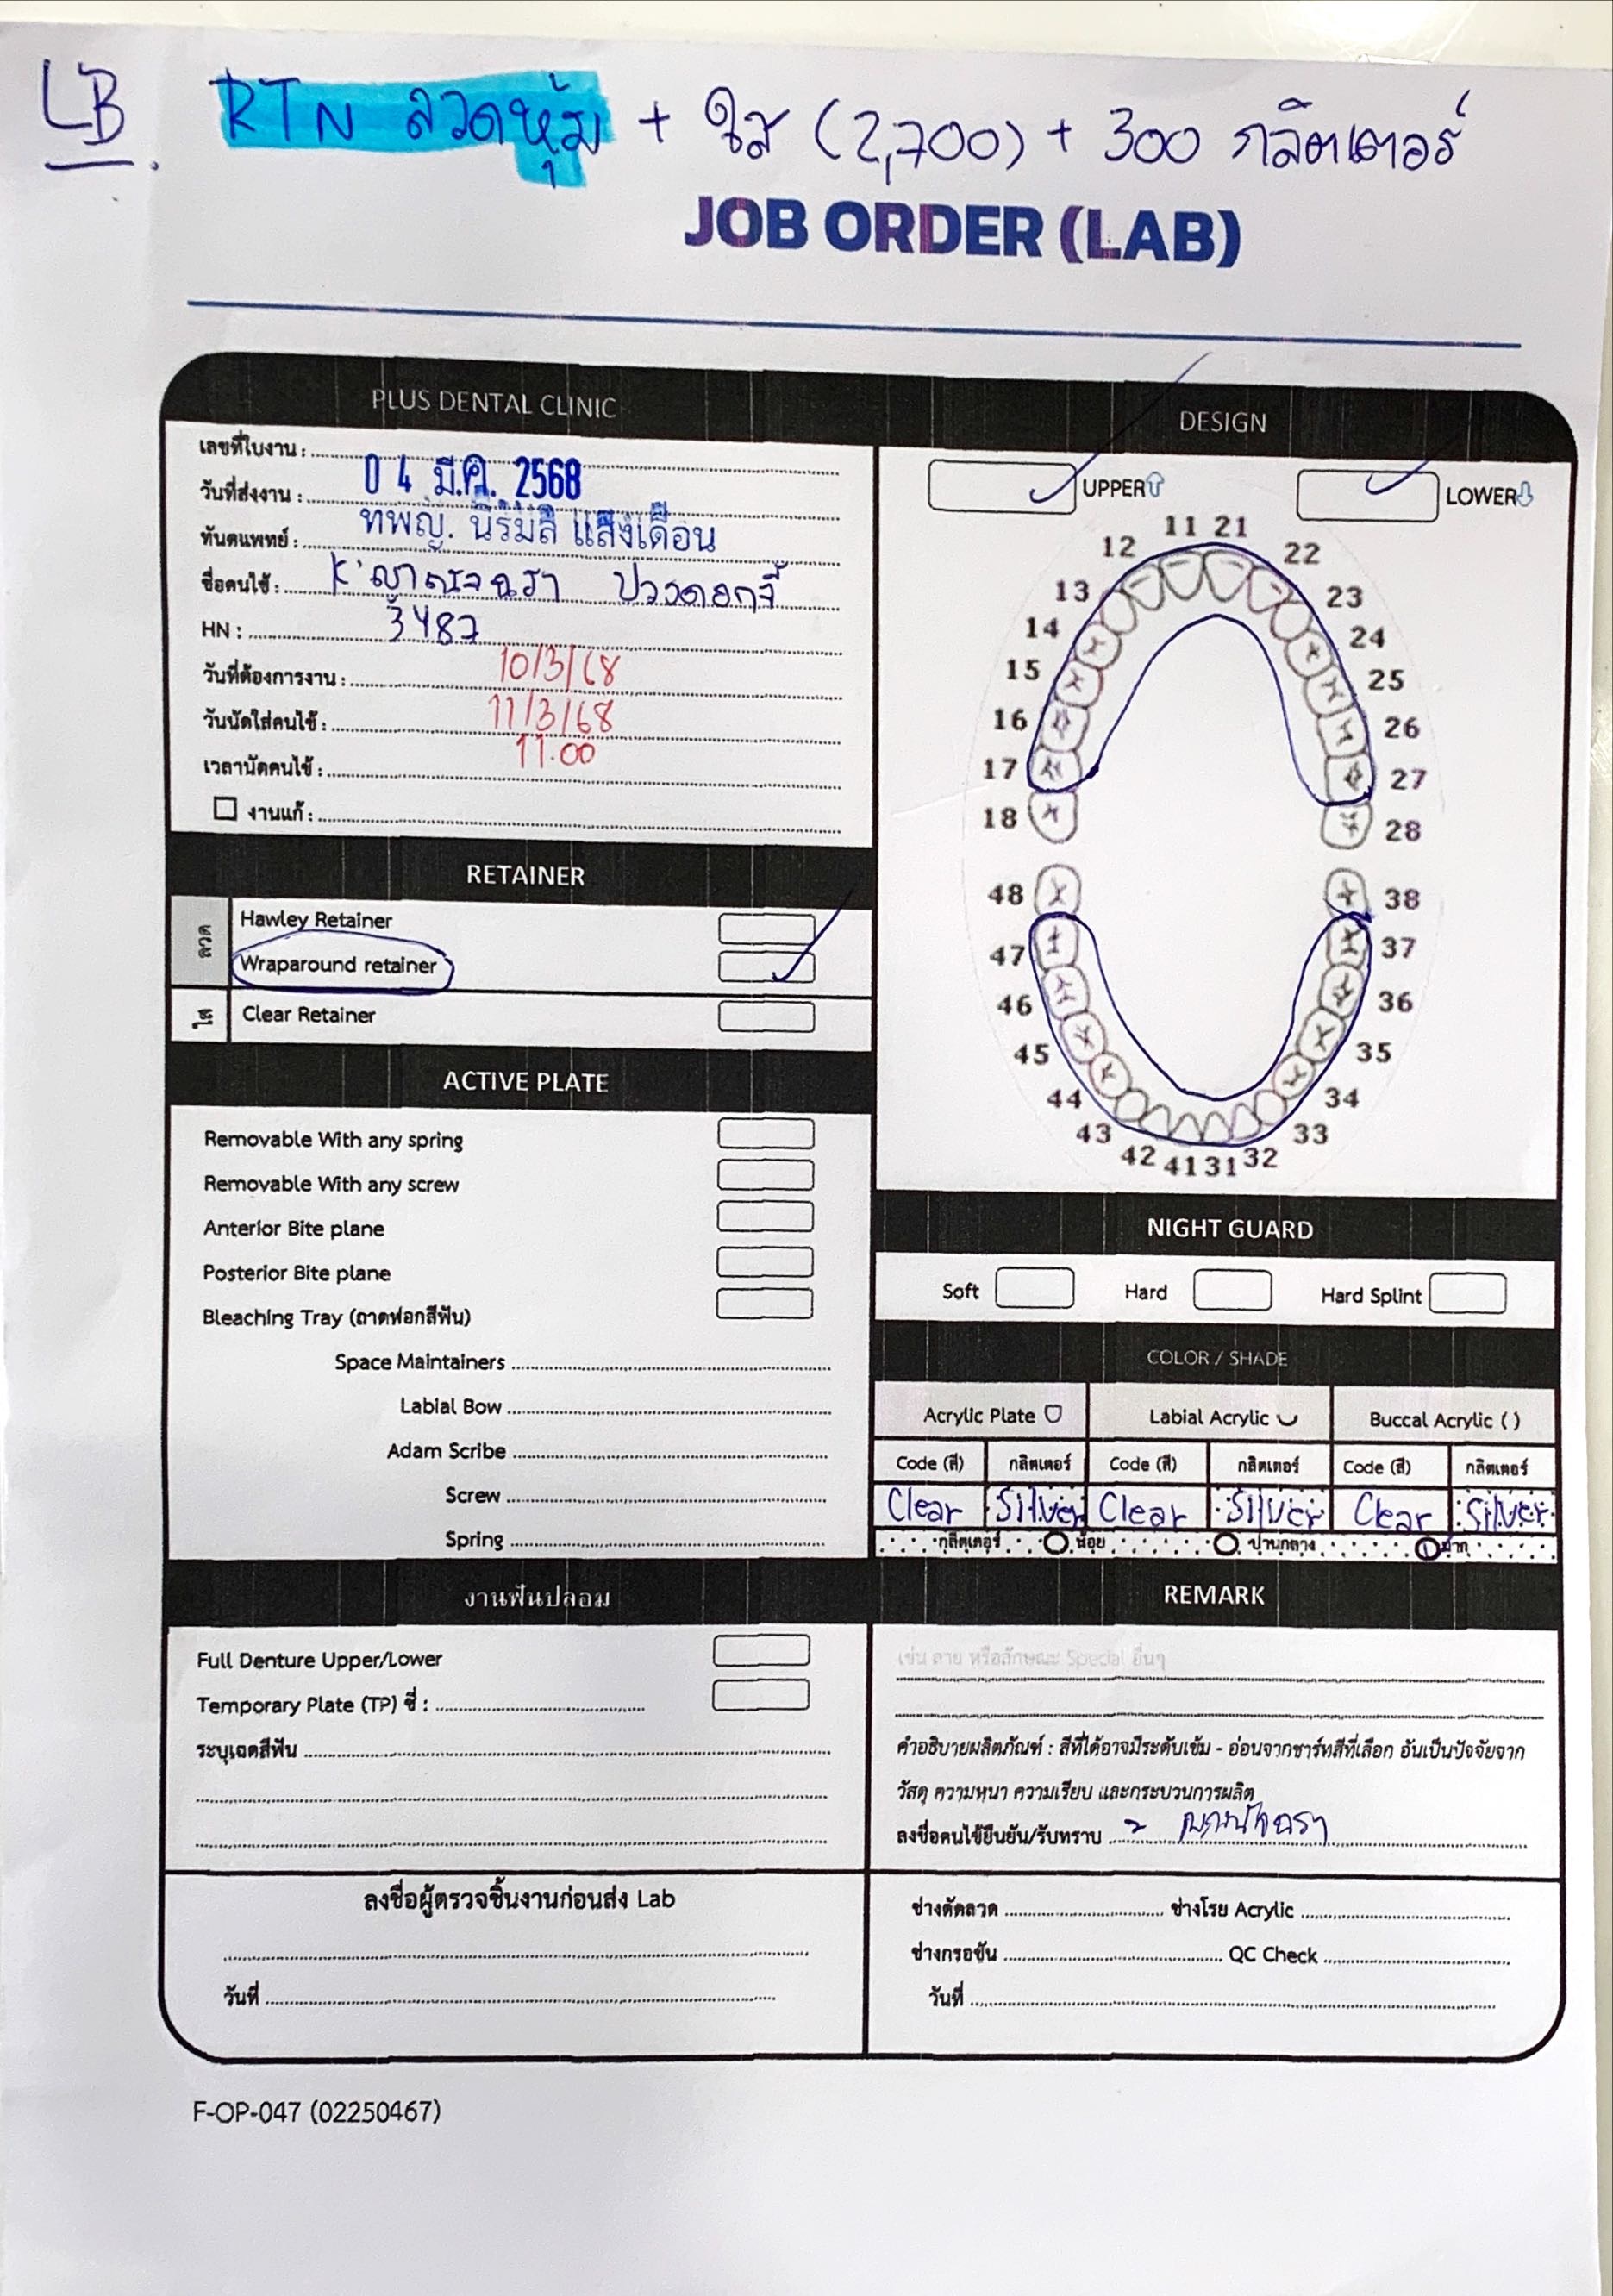 LB. RTN ลวดหุ้ม + ใส (2,700) + 300 กลิตเตอร์
JOB ORDER (LAB)
PLUS DENTAL CLINIC
เลขที่ใบงาน :
วันที่ส่งงาน : 0 4 มี.ค. 2568
ทันตแพทย์ : ทพญ. นิรมล แสงเดือน
ชื่อคนไข้ : K'
HN : 3487
วันที่ต้องการงาน : 10/3/68
วันนัดใส่คนไข้ : 11/3/68
เวลานัดคนไข้ : 11.00
งานแก้ :
DESIGN
UPPER
LOWER
11 21
12 22
13 23
14 24
15 25
16 26
17 27
18 28
48 38
47 37
46 36
45 35
44 34
43 33
42 41 31 32
RETAINER
ลวด
Hawley Retainer
Wraparound retainer
ใส
Clear Retainer
ACTIVE PLATE
Removable With any spring
Removable With any screw
Anterior Bite plane
Posterior Bite plane
Bleaching Tray (ถาดฟอกสีฟัน)
Space Maintainers
Labial Bow
Adam Scribe
Screw
Spring
NIGHT GUARD
Soft Hard Hard Splint
COLOR / SHADE
Acrylic Plate Labial Acrylic Buccal Acrylic ( )
Code (สี) กลิตเตอร์ Code (สี) กลิตเตอร์ Code (สี) กลิตเตอร์
Clear Silver Clear Silver Clear Silver
กลิตเตอร์ น้อย ปานกลาง มาก
งานฟันปลอม
Full Denture Upper/Lower
Temporary Plate (TP) ซี่ :
ระบุเฉดสีฟัน
REMARK
เช่น ลาย หรือลักษณะ Special อื่นๆ
คำอธิบายผลิตภัณฑ์ : สีที่ได้อาจมีระดับเข้ม - อ่อนจากชาร์ทสีที่เลือก อันเป็นปัจจัยจาก
วัสดุ ความหนา ความเรียบ และกระบวนการผลิต
ลงชื่อคนไข้ยืนยัน/รับทราบ
ลงชื่อผู้ตรวจชิ้นงานก่อนส่ง Lab
วันที่
ช่างดัดลวด ช่างโรย Acrylic
ช่างกรอขัน QC Check
วันที่
F-OP-047 (02250467)